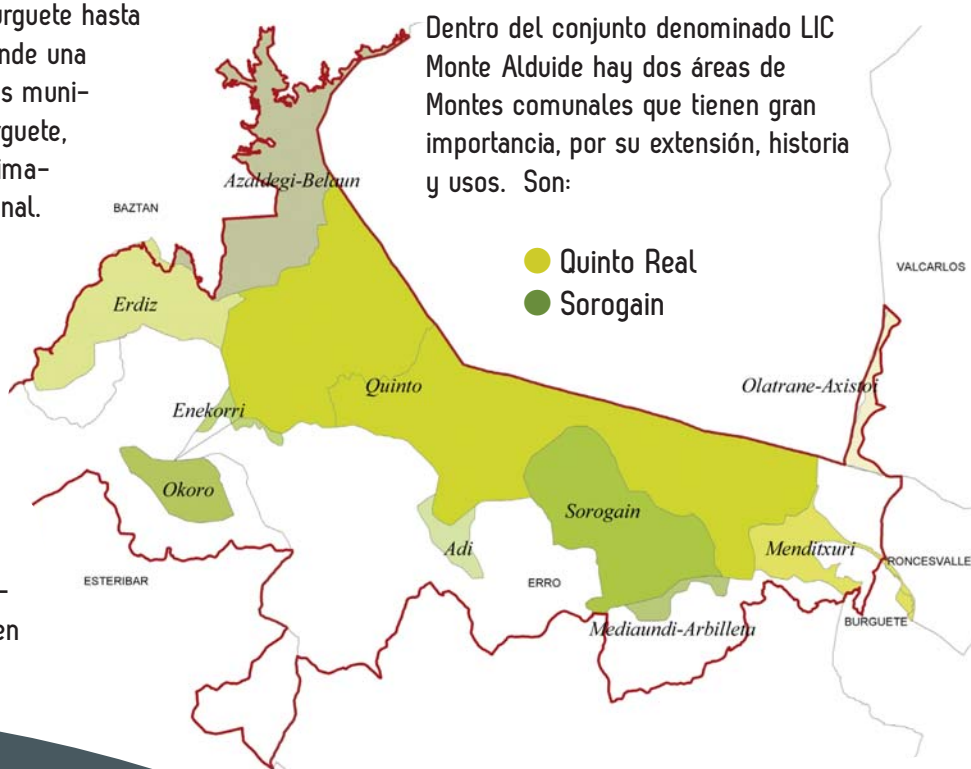 urguete hasta
nde una
s muni-
rguete,
ima-
nal.
Dentro del conjunto denominado LIC
Monte Alduide hay dos áreas de
Montes comunales que tienen gran
importancia, por su extensión, historia
y usos. Son:
Quinto Real
Sorogain
Azaldegi-Belaun
BAZTAN
VALCARLOS
Erdiz
Quinto
Olatrane-Axistoi
Enekorri
Okoro
Sorogain
Adi
Menditxuri
RONCESVALLE
ESTERIBAR
ERRO
BURGUETE
Mediaundi-Arbilleta
-
en